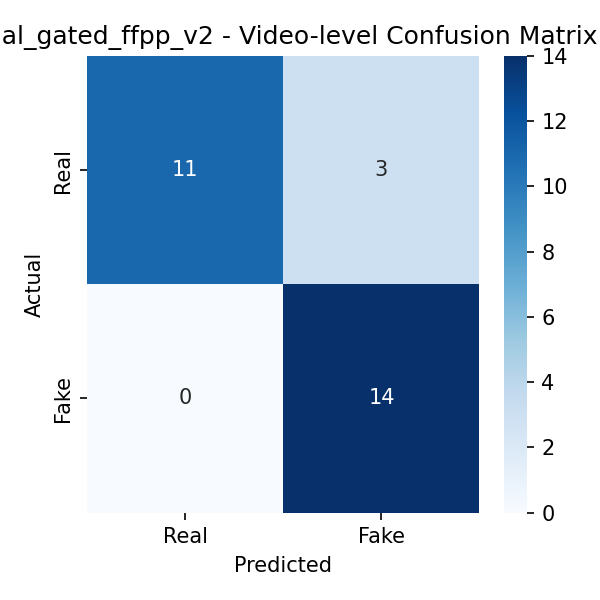 al_gated_ffpp_v2 - Video-level Confusion Matrix
14
12
10
8
6
4
2
0
Real
11
3
Actual
Fake
0
14
Real
Fake
Predicted